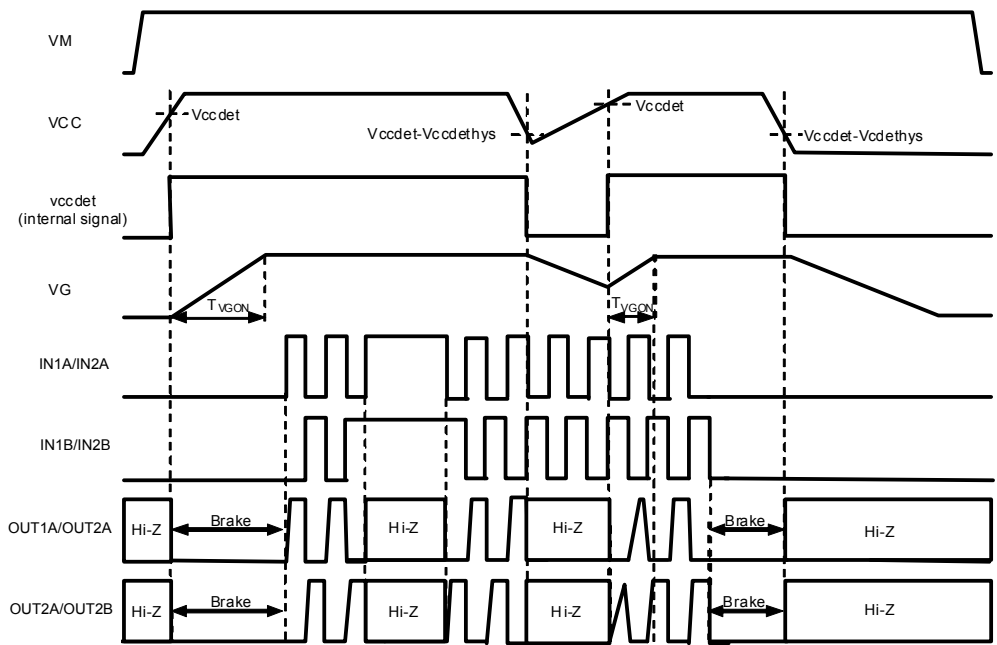 VM
VCC
Vccdet
Vccdet-Vccdethys
Vccdet
Vccdet-Vcdethys
vccdet
(internal signal)
VG
TVGON
TVGON
IN1A/IN2A
IN1B/IN2B
OUT1A/OUT2A
Hi-Z
Brake
Hi-Z
Hi-Z
Brake
Hi-Z
OUT2A/OUT2B
Hi-Z
Brake
Hi-Z
Hi-Z
Brake
Hi-Z